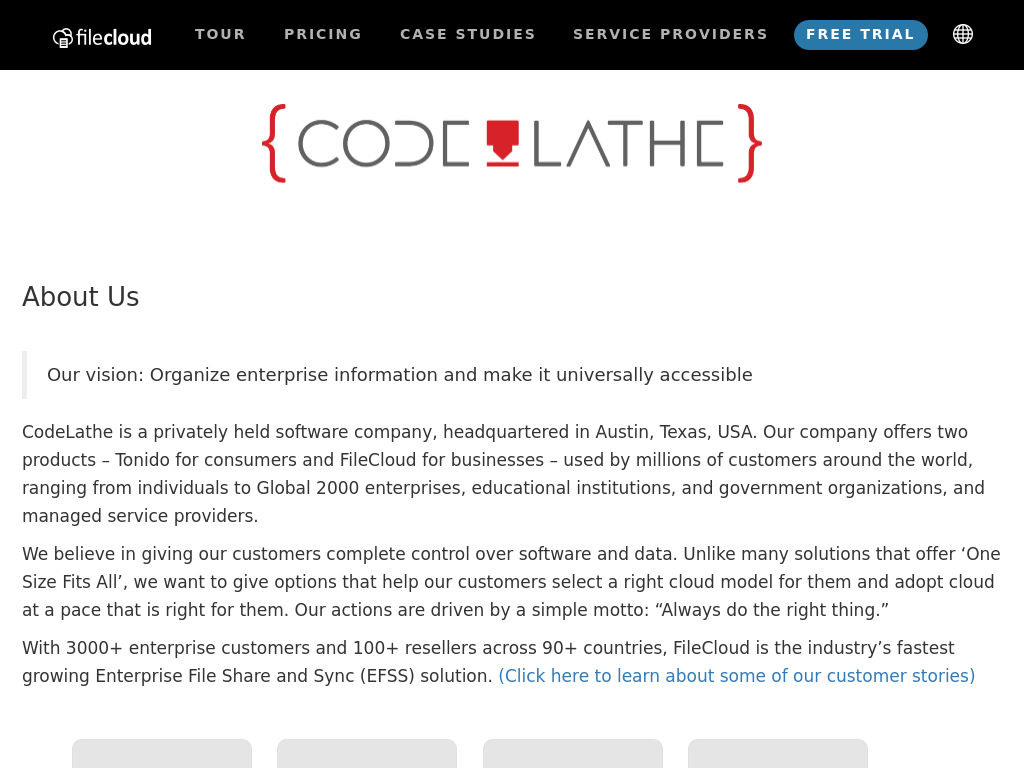 filecloud TOUR PRICING CASE STUDIES SERVICE PROVIDERS FREE TRIAL
{CODE LATHE}
About Us
Our vision: Organize enterprise information and make it universally accessible
CodeLathe is a privately held software company, headquartered in Austin, Texas, USA. Our company offers two
products – Tonido for consumers and FileCloud for businesses – used by millions of customers around the world,
ranging from individuals to Global 2000 enterprises, educational institutions, and government organizations, and
managed service providers.
We believe in giving our customers complete control over software and data. Unlike many solutions that offer ‘One
Size Fits All’, we want to give options that help our customers select a right cloud model for them and adopt cloud
at a pace that is right for them. Our actions are driven by a simple motto: “Always do the right thing.”
With 3000+ enterprise customers and 100+ resellers across 90+ countries, FileCloud is the industry’s fastest
growing Enterprise File Share and Sync (EFSS) solution. (Click here to learn about some of our customer stories)